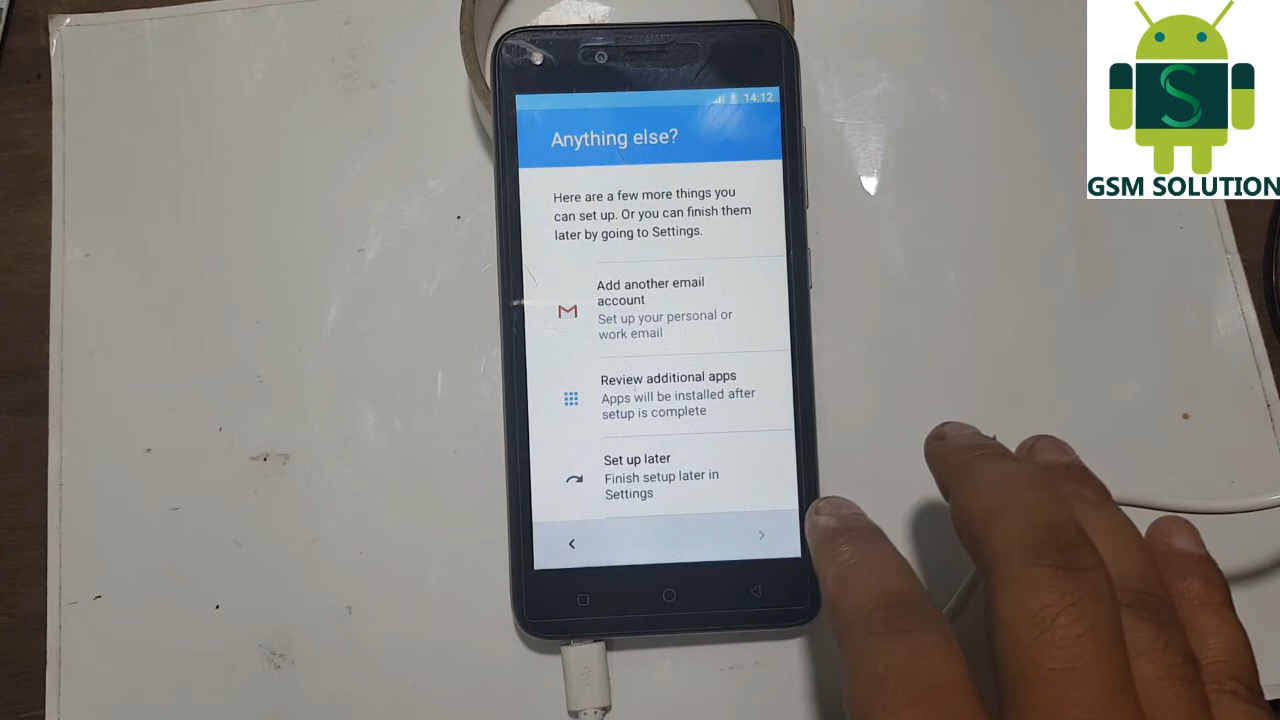 14:12
Anything else?
Here are a few more things you
can set up. Or you can finish them
later by going to Settings.
Add another email
account
Set up your personal or
work email
Review additional apps
Apps will be installed after
setup is complete
Set up later
Finish setup later in
Settings
S
GSM SOLUTION